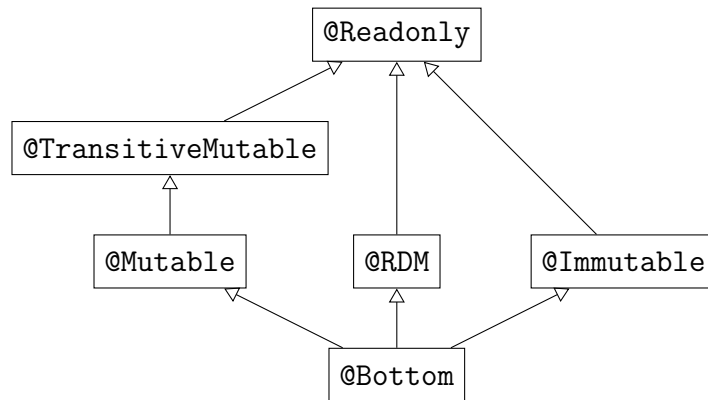 @Readonly
@TransitiveMutable
@Mutable
@RDM
@Immutable
@Bottom